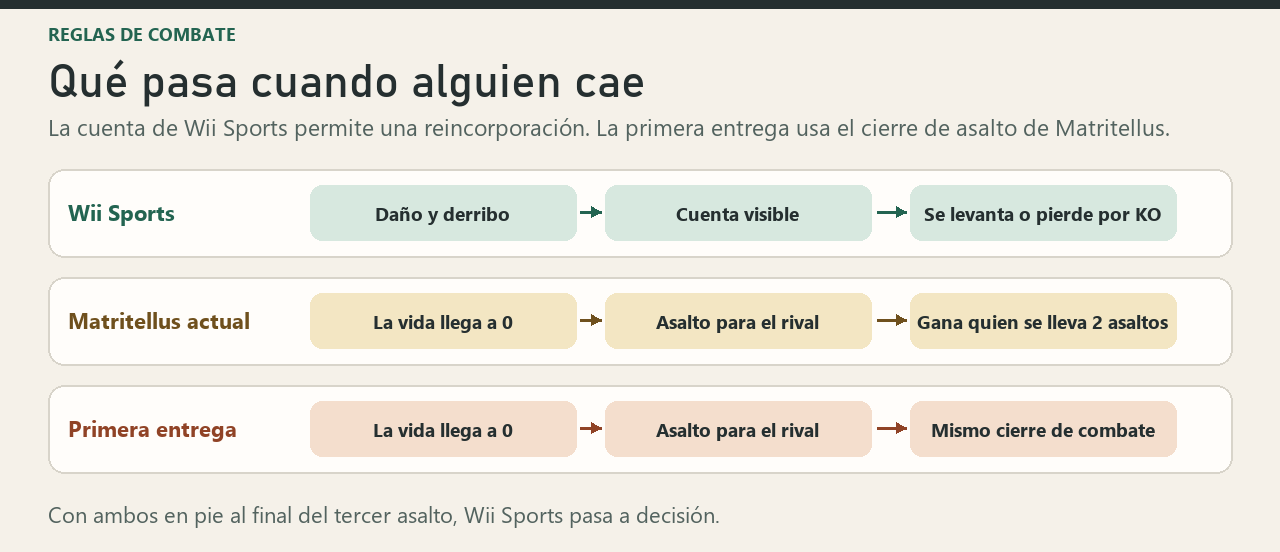 REGLAS DE COMBATE
Qué pasa cuando alguien cae
La cuenta de Wii Sports permite una reincorporación. La primera entrega usa el cierre de asalto de Matritellus.
Wii Sports
Daño y derribo
Cuenta visible
Se levanta o pierde por KO
Matritellus actual
La vida llega a 0
Asalto para el rival
Gana quien se lleva 2 asaltos
Primera entrega
La vida llega a 0
Asalto para el rival
Mismo cierre de combate
Con ambos en pie al final del tercer asalto, Wii Sports pasa a decisión.